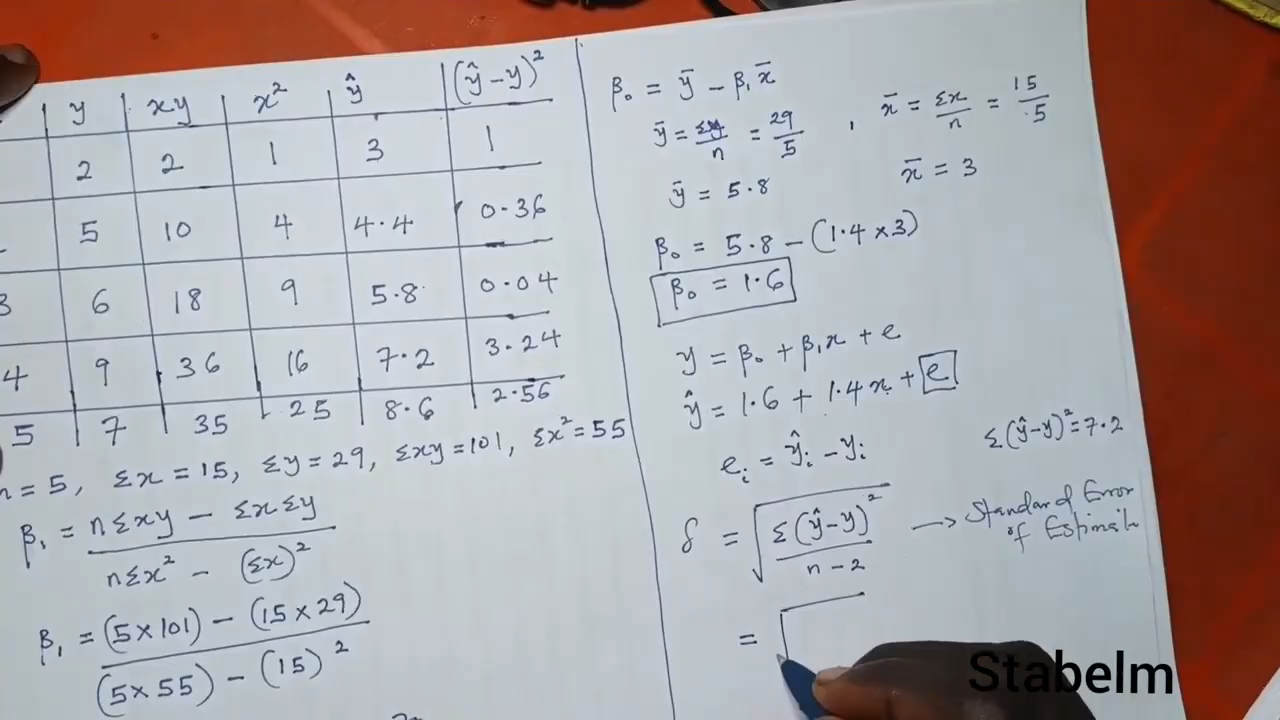 y xy x² ŷ (ŷ-y)²
2 2 1 3 1
5 10 4 4.4 0.36
3 6 18 9 5.8 0.04
4 9 36 16 7.2 3.24
5 7 35 25 8.6 2.56
n = 5, Σx = 15, Σy = 29, Σxy = 101, Σx² = 55
β₁ = nΣxy - ΣxΣy / nΣx² - (Σx)²
β₁ = (5×101) - (15×29) / (5×55) - (15)²
β₀ = ȳ - β₁x̄
ȳ = Σy/n = 29/5 , x̄ = Σx/n = 15/5
ȳ = 5.8 x̄ = 3
β₀ = 5.8 - (1.4×3)
β₀ = 1.6
y = β₀ + β₁x + e
ŷ = 1.6 + 1.4x + e
eᵢ = ŷᵢ - yᵢ Σ(ŷ-y)² = 7.2
δ = √Σ(ŷ-y)² / n-2 → Standard Error
of Estimate
=
Stabelm